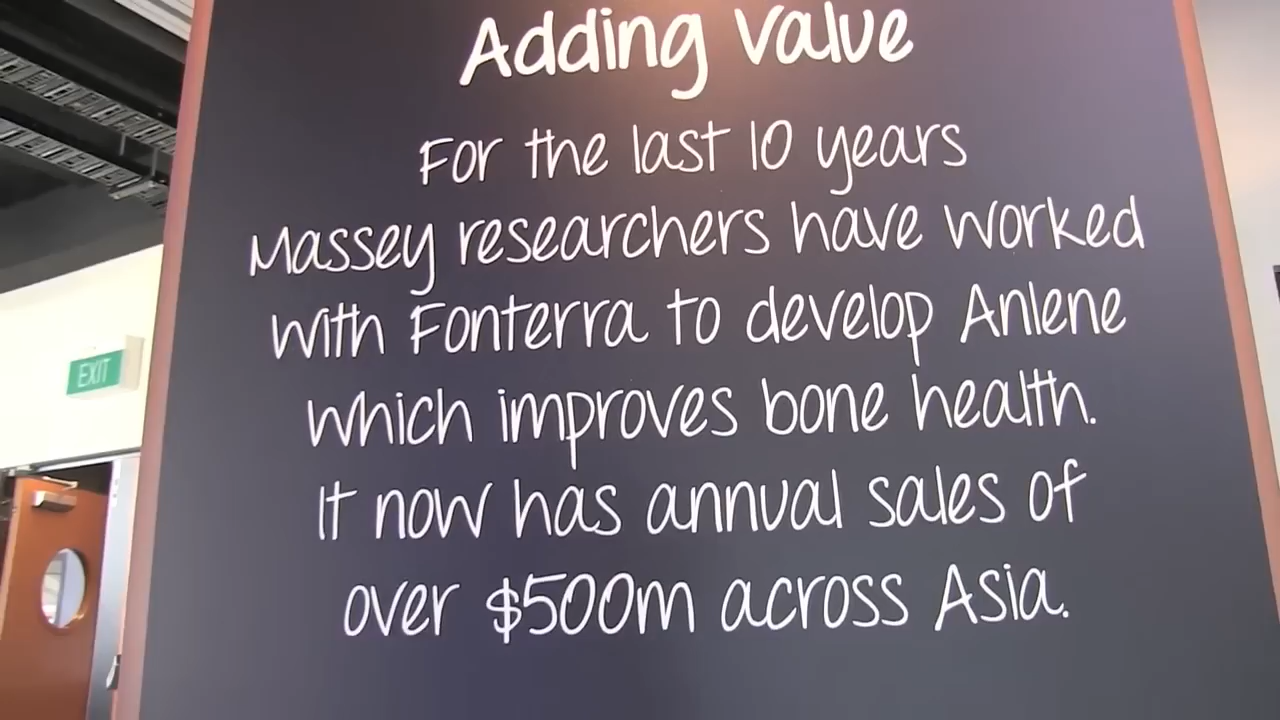 Adding value
For the last 10 years
Massey researchers have worked
with Fonterra to develop Anlene
which improves bone health.
It now has annual sales of
over $500m across Asia.
EXIT